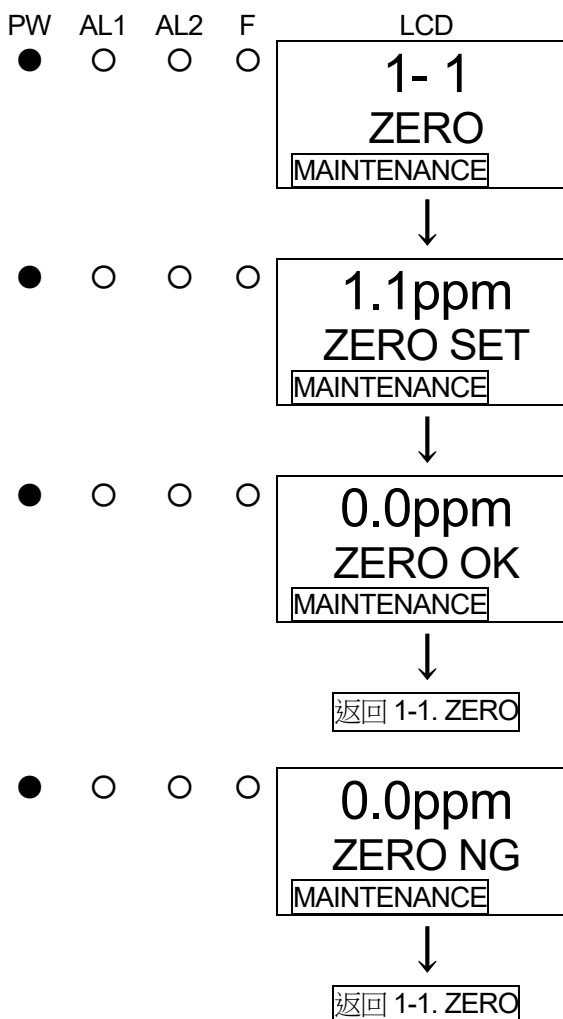 PW AL1 AL2 F LCD
1- 1
ZERO
MAINTENANCE
1.1ppm
ZERO SET
MAINTENANCE
0.0ppm
ZERO OK
MAINTENANCE
返回 1-1. ZERO
0.0ppm
ZERO NG
MAINTENANCE
返回 1-1. ZERO